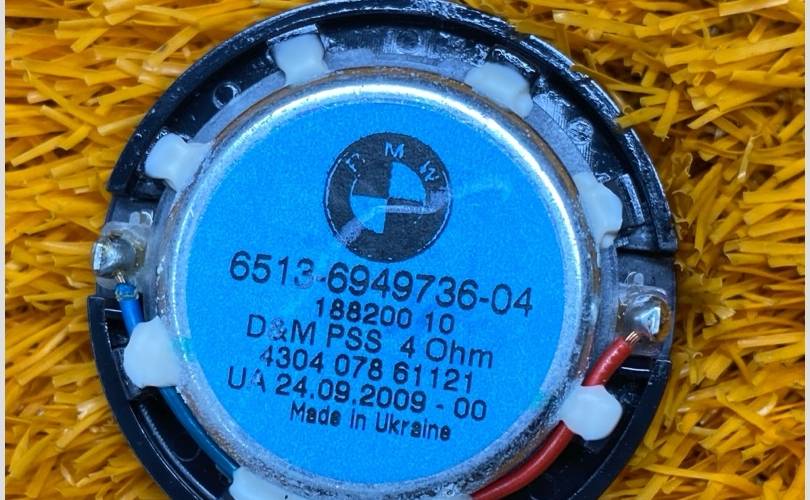 BMW
6513-6949736-04
188200 10
D&M PSS 4 Ohm
4304 078 61121
UA 24.09.2009 - 00
Made in Ukraine